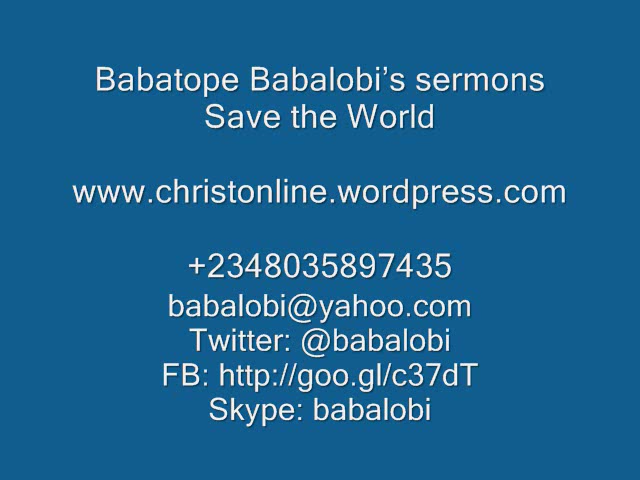 Babatope Babalobi’s sermons
Save the World
www.christonline.wordpress.com
+2348035897435
babalobi@yahoo.com
Twitter: @babalobi
FB: http://goo.gl/c37dT
Skype: babalobi